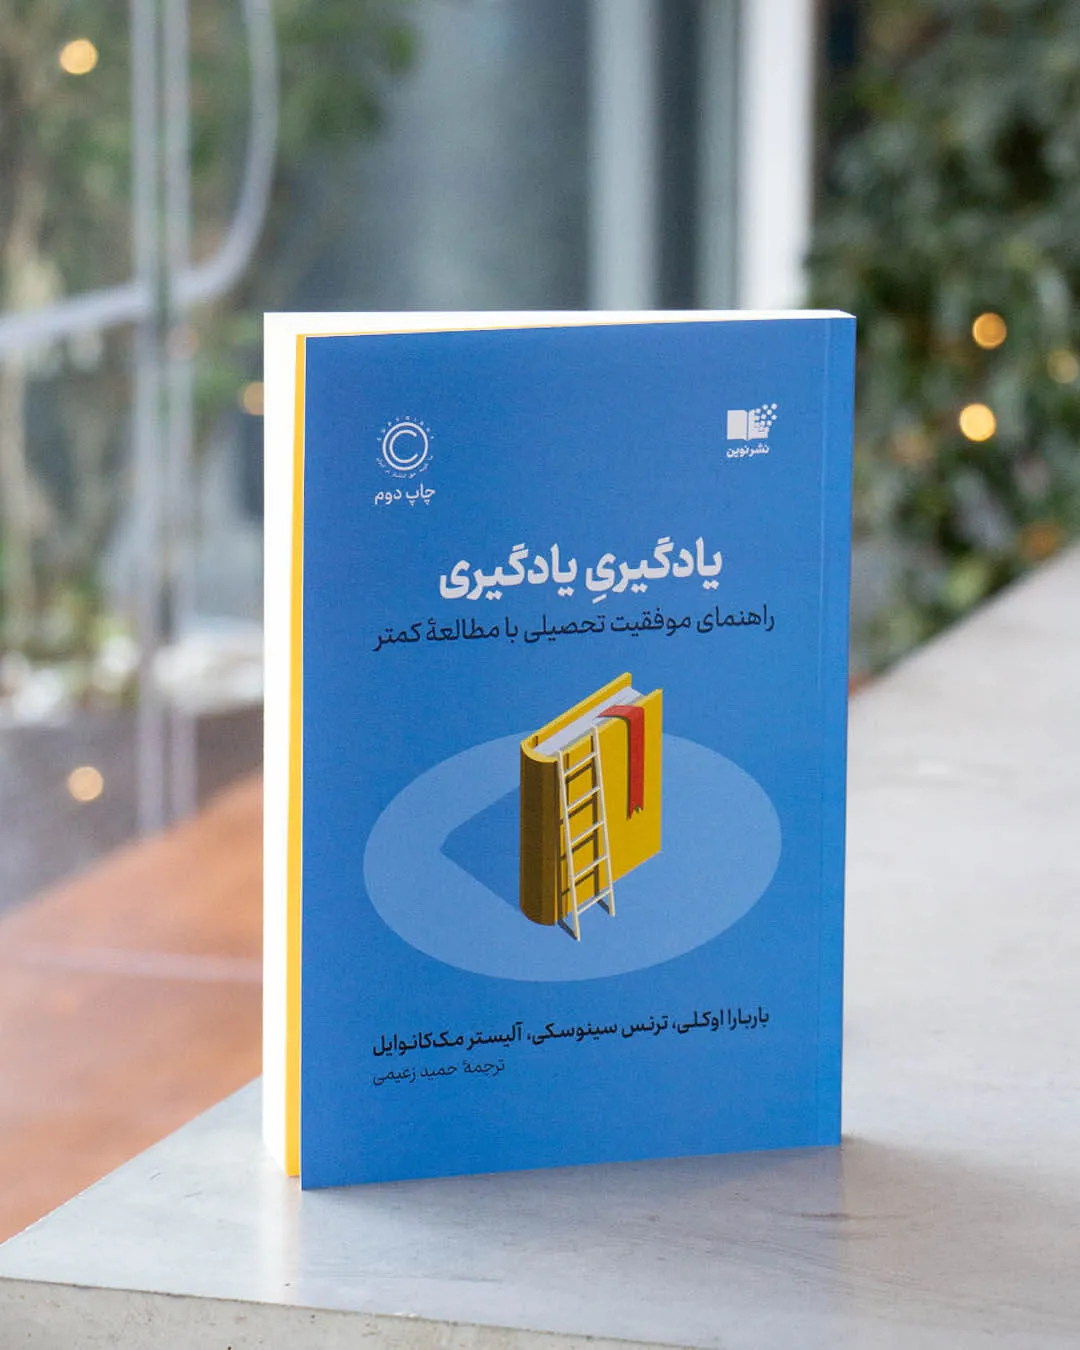 نشر نوین
چاپ دوم
یادگیریِ یادگیری
راهنمای موفقیت تحصیلی با مطالعهٔ کمتر
باربارا اوکلی، ترنس سینوسکی، آلیستر مک‌کانوایل
ترجمهٔ حمید زعیمی